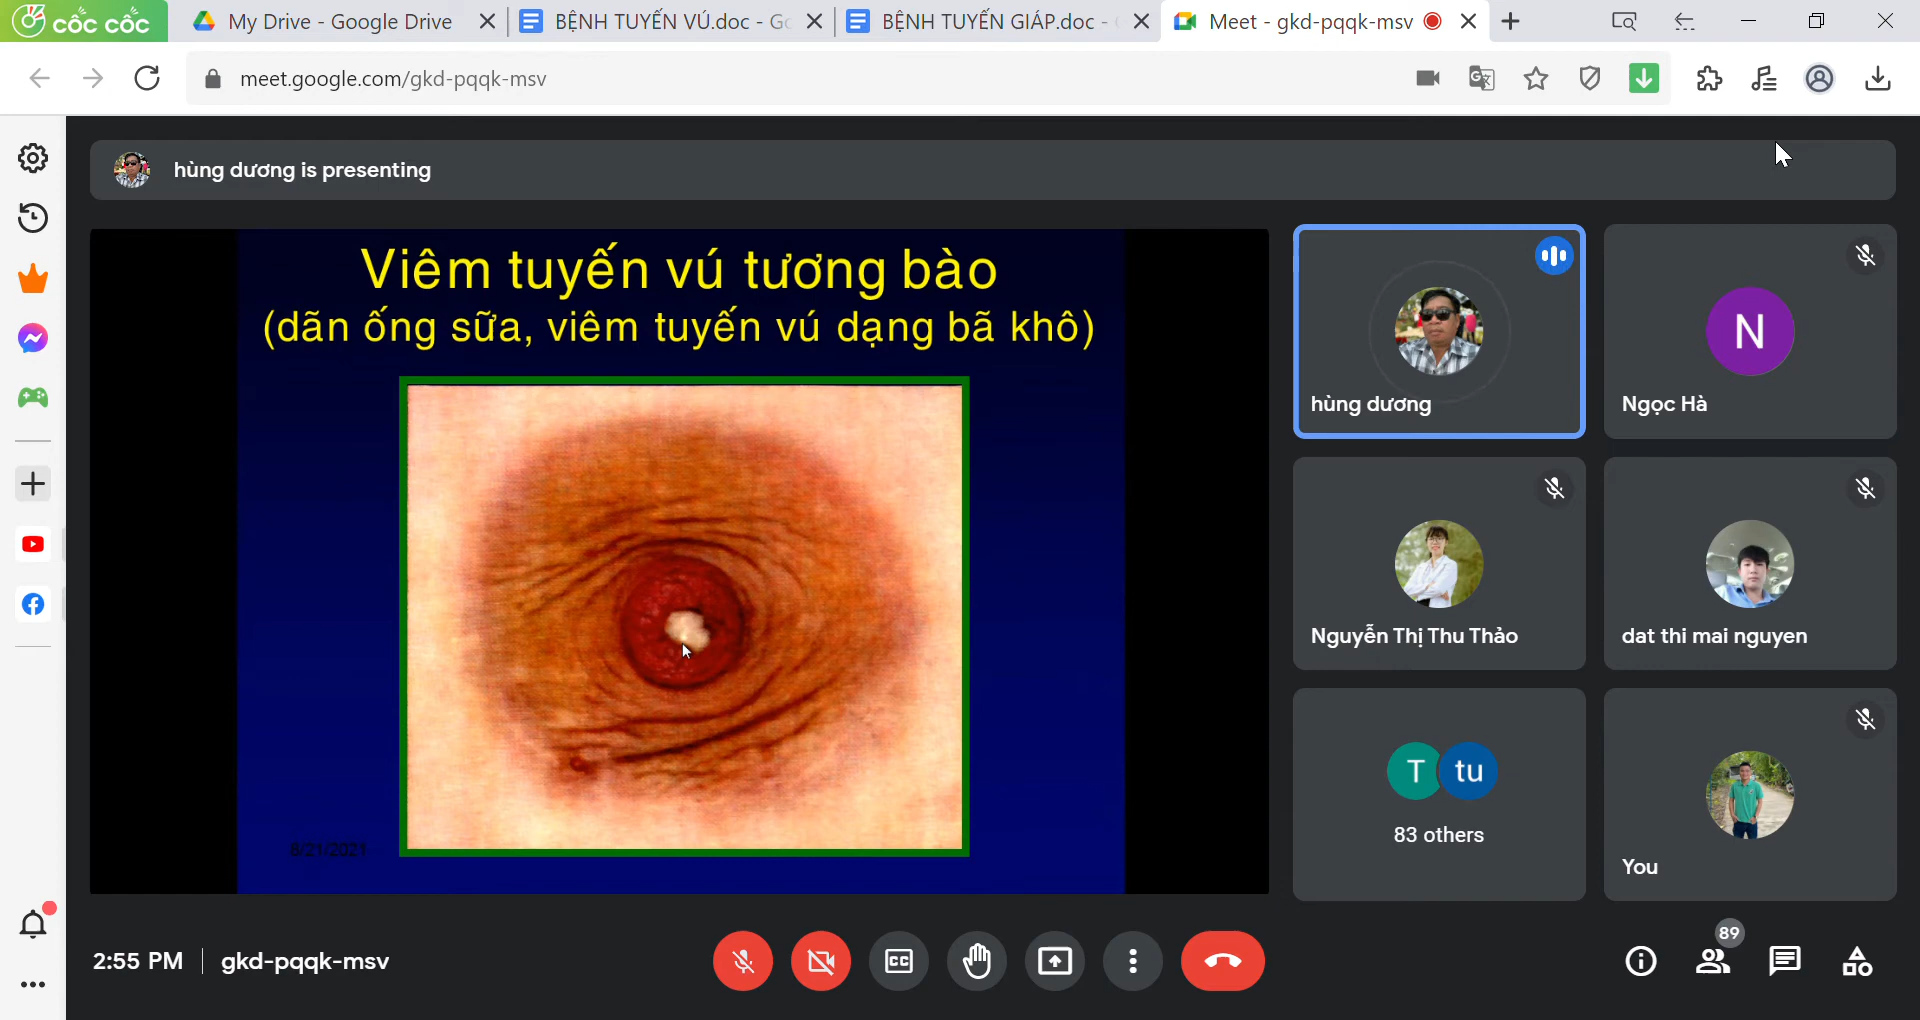 cốc cốc
My Drive - Google Drive
BỆNH TUYẾN VÚ.doc - Go
BỆNH TUYẾN GIÁP.doc -
Meet - gkd-pqqk-msv
meet.google.com/gkd-pqqk-msv
hùng dương is presenting
Viêm tuyến vú tương bào
(dãn ống sữa, viêm tuyến vú dạng bã khô)
8/21/2021
hùng dương
N
Ngọc Hà
Nguyễn Thị Thu Thảo
dat thi mai nguyen
T
tu
83 others
You
2:55 PM
gkd-pqqk-msv
CC
89